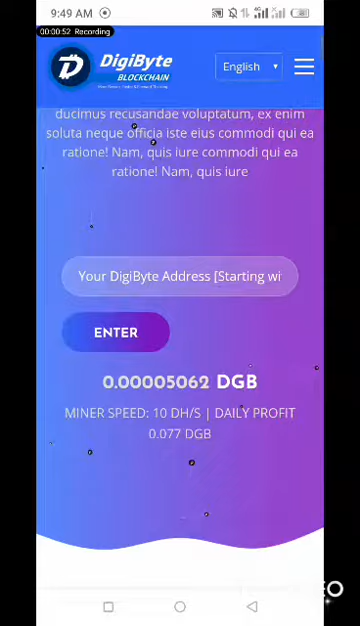 9:49 AM
00:00:52 Recording
DigiByte
BLOCKCHAIN
English
ducimus recusandae voluptatum, ex enim
soluta neque officia iste eius commodi qui ea
ratione! Nam, quis iure commodi qui ea
ratione! Nam, quis iure
Your DigiByte Address [Starting wi
ENTER
0.00005062 DGB
MINER SPEED: 10 DH/S | DAILY PROFIT
0.077 DGB